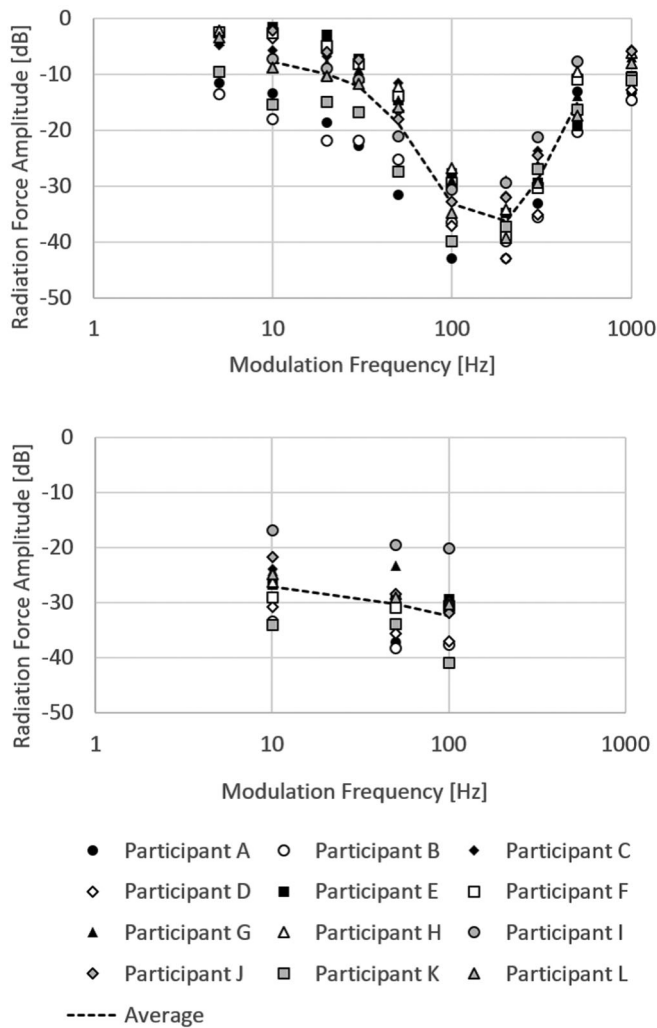 Radiation Force Amplitude [dB]
0
-10
-20
-30
-40
-50
1
10
100
1000
Modulation Frequency [Hz]
Radiation Force Amplitude [dB]
0
-10
-20
-30
-40
-50
1
10
100
1000
Modulation Frequency [Hz]
Participant A
Participant B
Participant C
Participant D
Participant E
Participant F
Participant G
Participant H
Participant I
Participant J
Participant K
Participant L
Average